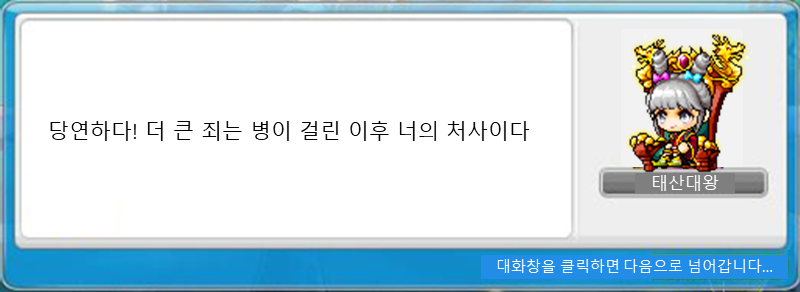 당연하다! 더 큰 죄는 병이 걸린 이후 너의 처사이다
태산대왕
대화창을 클릭하면 다음으로 넘어갑니다...